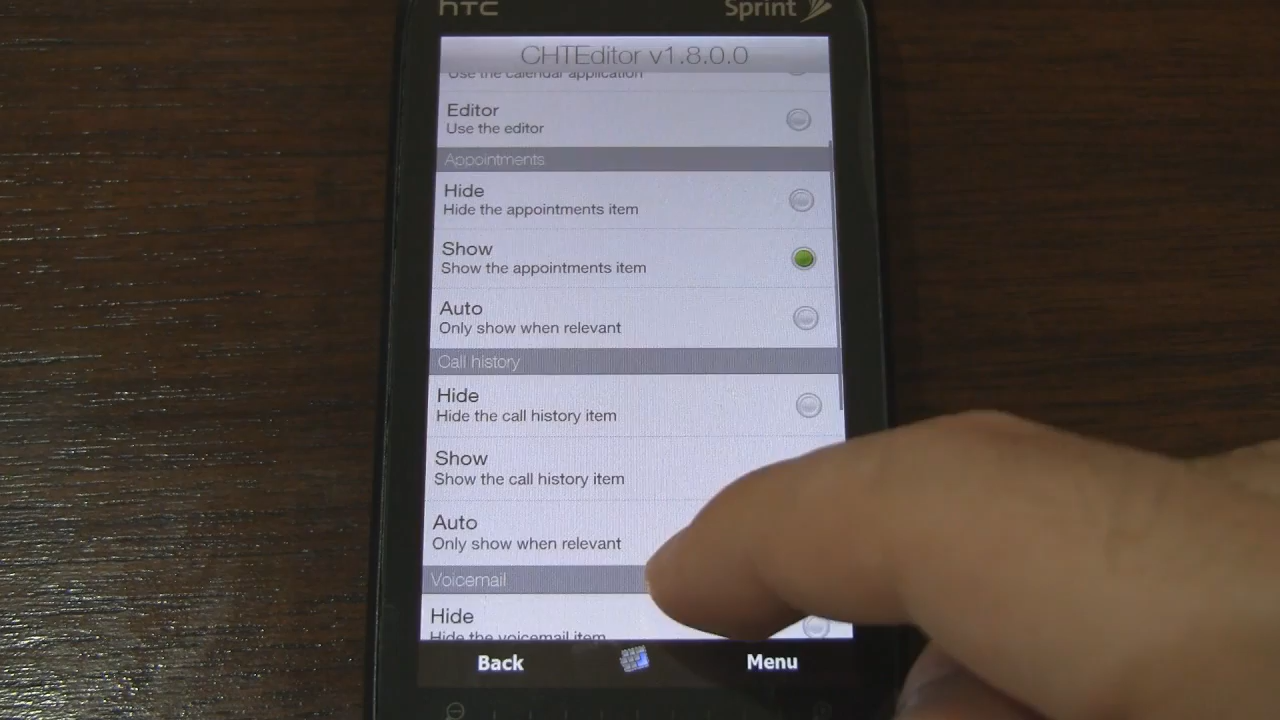 hTC
Sprint
CHTEditor v1.8.0.0
Use the calendar application
Editor
Use the editor
Appointments
Hide
Hide the appointments item
Show
Show the appointments item
Auto
Only show when relevant
Call history
Hide
Hide the call history item
Show
Show the call history item
Auto
Only show when relevant
Voicemail
Hide
Hide the voicemail item
Back
Menu